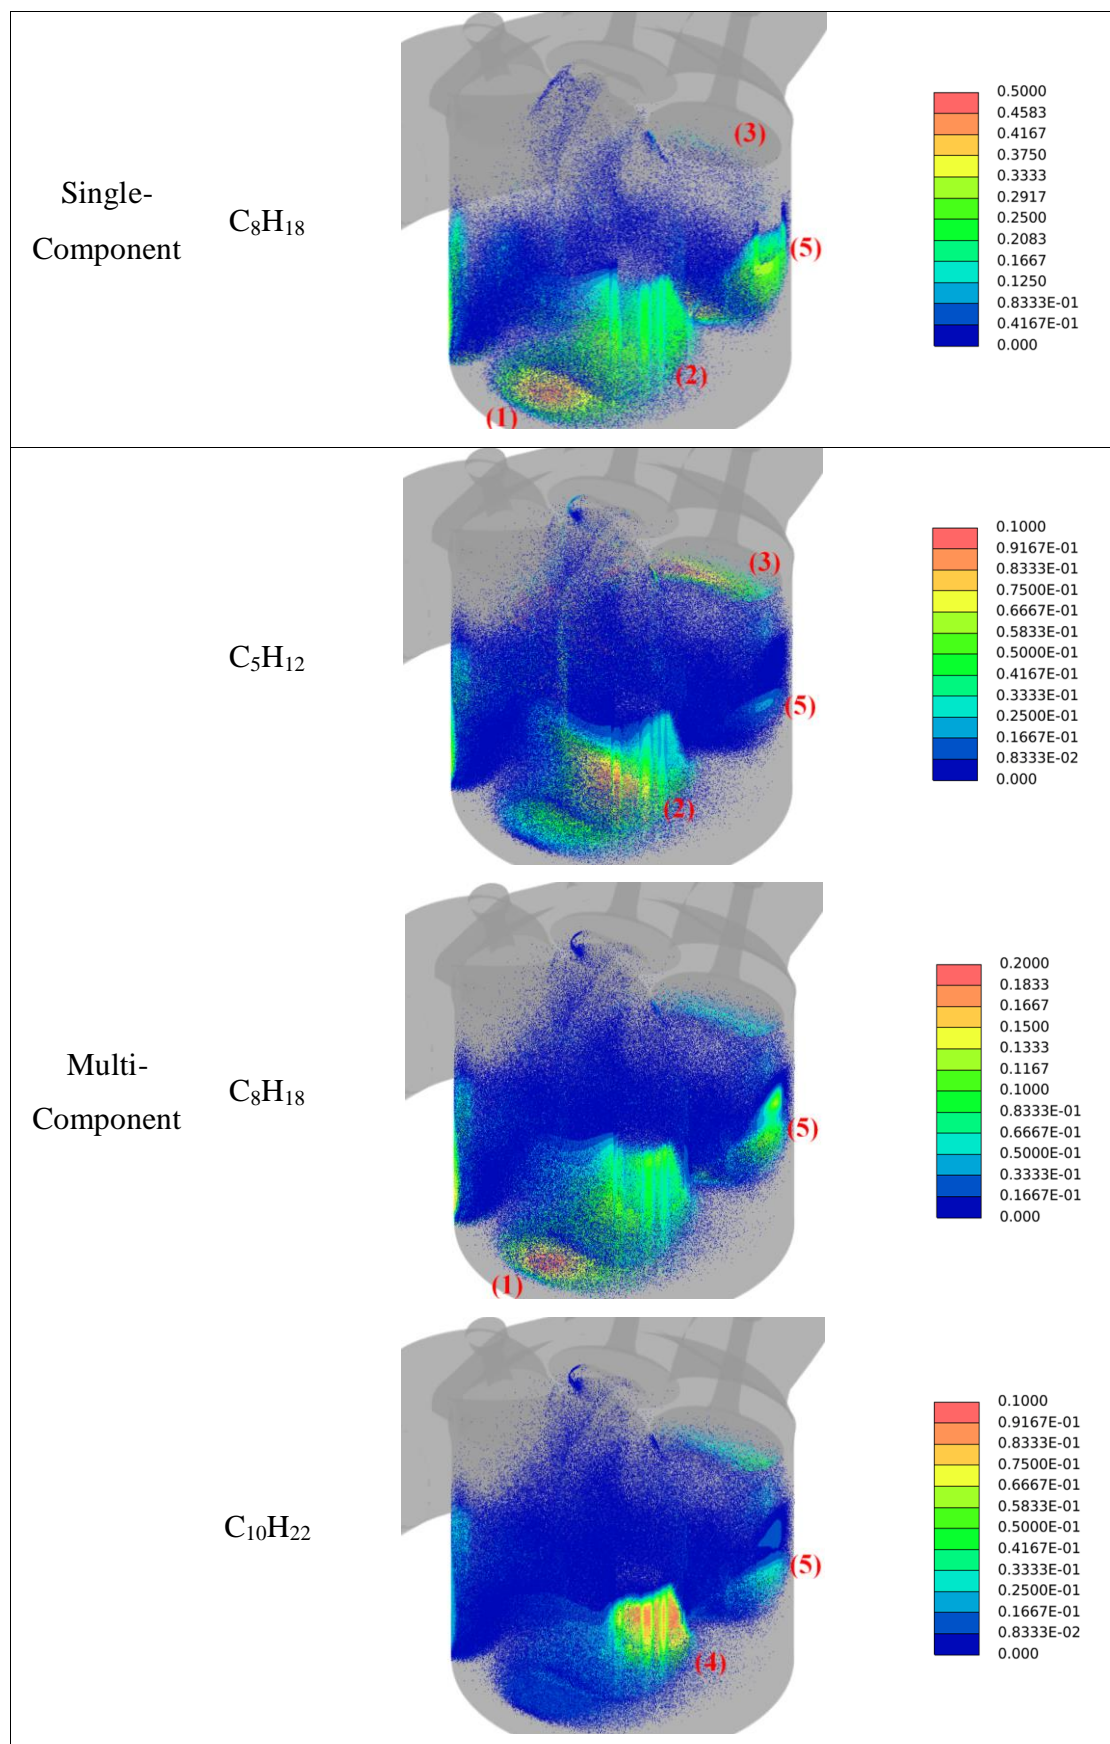 Single-
Component
C₈H₁₈
(3)
(5)
(2)
(1)
0.5000
0.4583
0.4167
0.3750
0.3333
0.2917
0.2500
0.2083
0.1667
0.1250
0.8333E-01
0.4167E-01
0.000
Multi-
Component
C₅H₁₂
(3)
(5)
(2)
0.1000
0.9167E-01
0.8333E-01
0.7500E-01
0.6667E-01
0.5833E-01
0.5000E-01
0.4167E-01
0.3333E-01
0.2500E-01
0.1667E-01
0.8333E-02
0.000
C₈H₁₈
(5)
(1)
0.2000
0.1833
0.1667
0.1500
0.1333
0.1167
0.1000
0.8333E-01
0.6667E-01
0.5000E-01
0.3333E-01
0.1667E-01
0.000
C₁₀H₂₂
(5)
(4)
0.1000
0.9167E-01
0.8333E-01
0.7500E-01
0.6667E-01
0.5833E-01
0.5000E-01
0.4167E-01
0.3333E-01
0.2500E-01
0.1667E-01
0.8333E-02
0.000